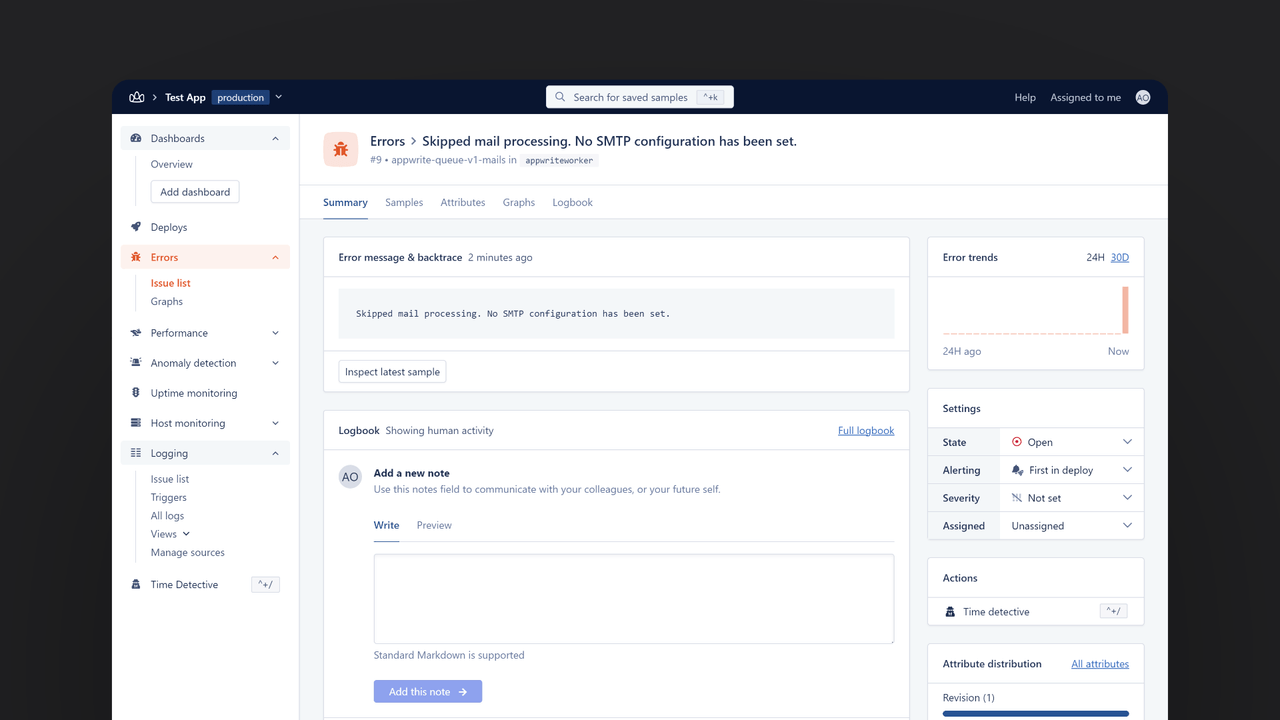 Test App production
Search for saved samples ^+k
Help Assigned to me AO
Dashboards
Overview
Add dashboard
Deploys
Errors
Issue list
Graphs
Performance
Anomaly detection
Uptime monitoring
Host monitoring
Logging
Issue list
Triggers
All logs
Views
Manage sources
Time Detective ^+/
Errors > Skipped mail processing. No SMTP configuration has been set.
#9 • appwrite-queue-v1-mails in appwriteworker
Summary Samples Attributes Graphs Logbook
Error message & backtrace 2 minutes ago
Skipped mail processing. No SMTP configuration has been set.
Inspect latest sample
Logbook Showing human activity Full logbook
AO Add a new note
Use this notes field to communicate with your colleagues, or your future self.
Write Preview
Standard Markdown is supported
Add this note →
Error trends 24H 30D
24H ago Now
Settings
State Open
Alerting First in deploy
Severity Not set
Assigned Unassigned
Actions
Time detective ^+/
Attribute distribution All attributes
Revision (1)